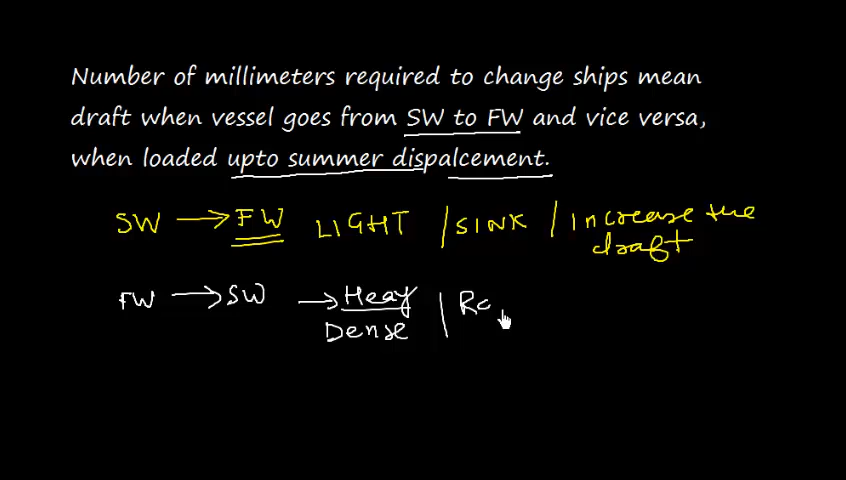 Number of millimeters required to change ships mean
draft when vessel goes from SW to FW and vice versa,
when loaded upto summer dispalcement.
SW → FW LIGHT / SINK / Increase the
draft
FW → SW → Heay | Ra
Dense